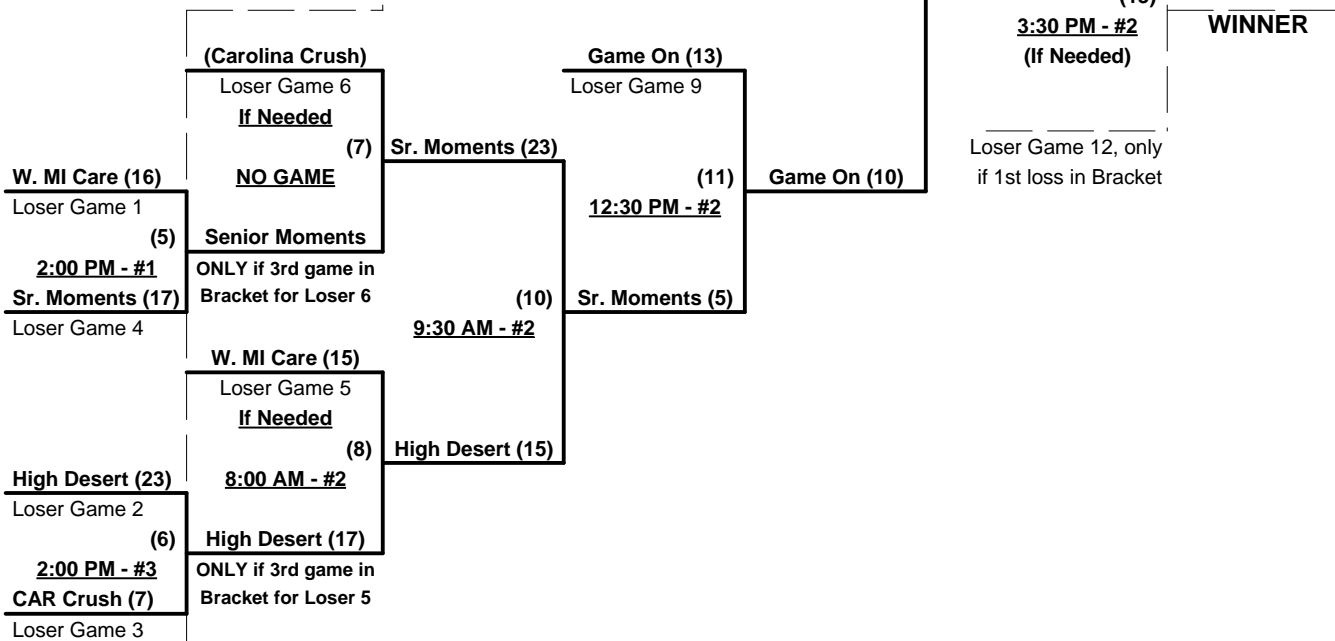 (Carolina Crush)
Loser Game 6
If Needed
(7)
NO GAME
Game On (13)
Loser Game 9
3:30 PM - #2
(If Needed)
WINNER
Loser Game 12, only
if 1st loss in Bracket
Sr. Moments (23)
W. MI Care (16)
Loser Game 1
(5)
2:00 PM - #1
Sr. Moments (17)
Loser Game 4
Senior Moments
ONLY if 3rd game in
Bracket for Loser 6
(11)
12:30 PM - #2
Game On (10)
(10)
9:30 AM - #2
Sr. Moments (5)
W. MI Care (15)
Loser Game 5
If Needed
(8)
8:00 AM - #2
High Desert (15)
High Desert (23)
Loser Game 2
(6)
2:00 PM - #3
CAR Crush (7)
Loser Game 3
High Desert (17)
ONLY if 3rd game in
Bracket for Loser 5